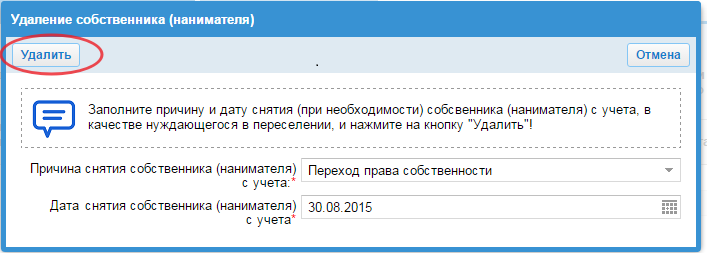 Удаление собственника (нанимателя)
Удалить
Отмена
Заполните причину и дату снятия (при необходимости) собсвенника (нанимателя) с учета, в
качестве нуждающегося в переселении, и нажмите на кнопку "Удалить"!
Причина снятия собственника (нанимателя)
с учета:*
Переход права собственности
Дата снятия собственника (нанимателя)
с учета*
30.08.2015